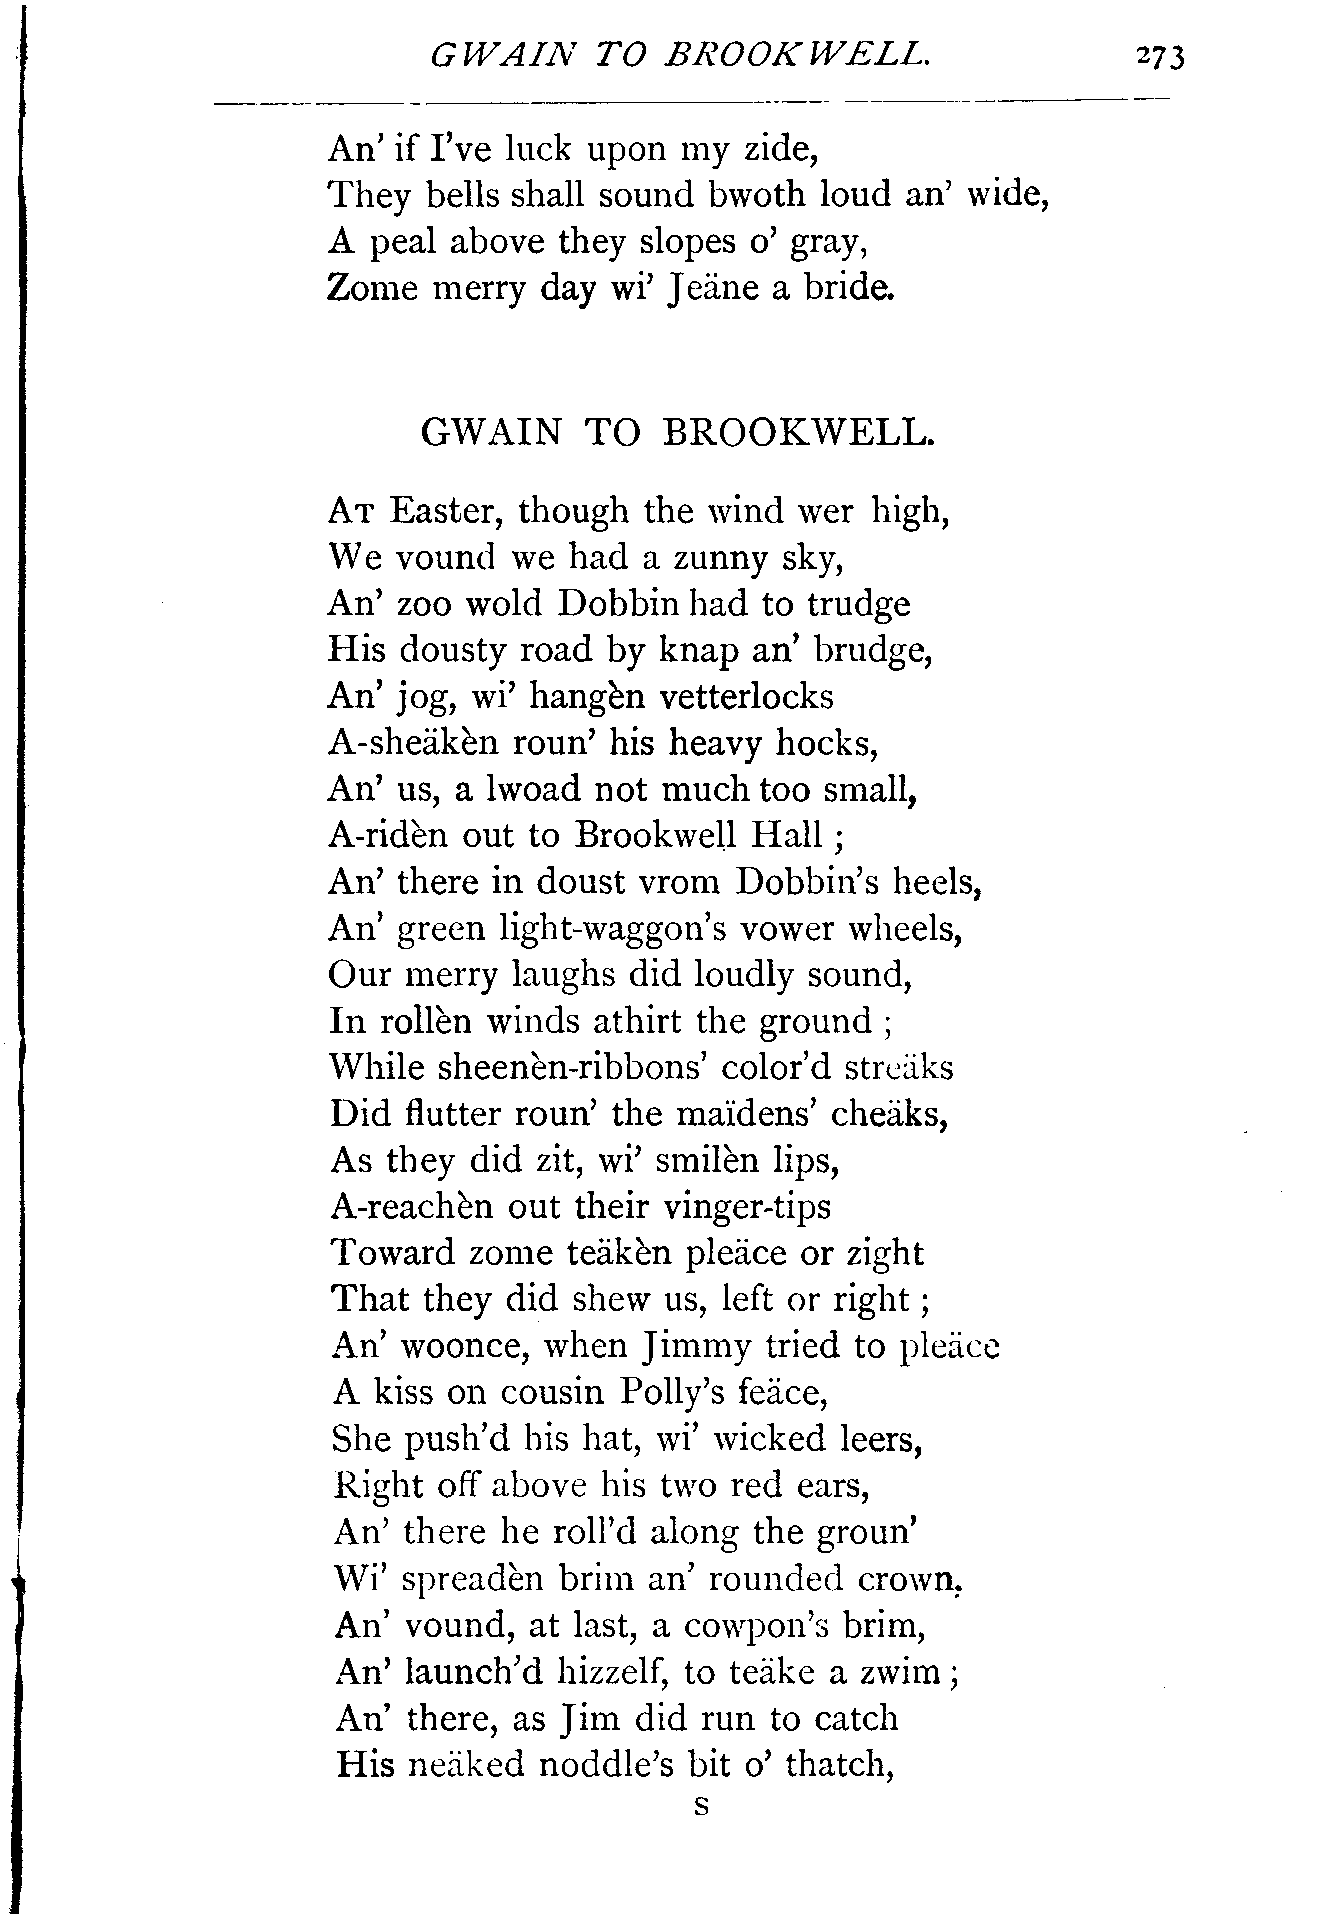 GWAIN TO BROOKWELL. 273
An' if I've luck upon my zide,
They bells shall sound bwoth loud an' wide,
A peal above they slopes o' gray,
Zome merry day wi' Jeäne a bride.
GWAIN TO BROOKWELL.
AT Easter, though the wind wer high,
We vound we had a zunny sky,
An' zoo wold Dobbin had to trudge
His dousty road by knap an' brudge,
An' jog, wi' hangèn vetterlocks
A-sheäkèn roun' his heavy hocks,
An' us, a lwoad not much too small,
A-ridèn out to Brookwell Hall ;
An' there in doust vrom Dobbin's heels,
An' green light-waggon's vower wheels,
Our merry laughs did loudly sound,
In rollèn winds athirt the ground ;
While sheenèn-ribbons' color'd streäks
Did flutter roun' the maïdens' cheäks,
As they did zit, wi' smilèn lips,
A-reachèn out their vinger-tips
Toward zome teäkèn pleäce or zight
That they did shew us, left or right ;
An' woonce, when Jimmy tried to pleäce
A kiss on cousin Polly's feäce,
She push'd his hat, wi' wicked leers,
Right off above his two red ears,
An' there he roll'd along the groun'
Wi' spreadèn brim an' rounded crown,
An' vound, at last, a cowpon's brim,
An' launch'd hizzelf, to teäke a zwim ;
An' there, as Jim did run to catch
His neäked noddle's bit o' thatch,
S